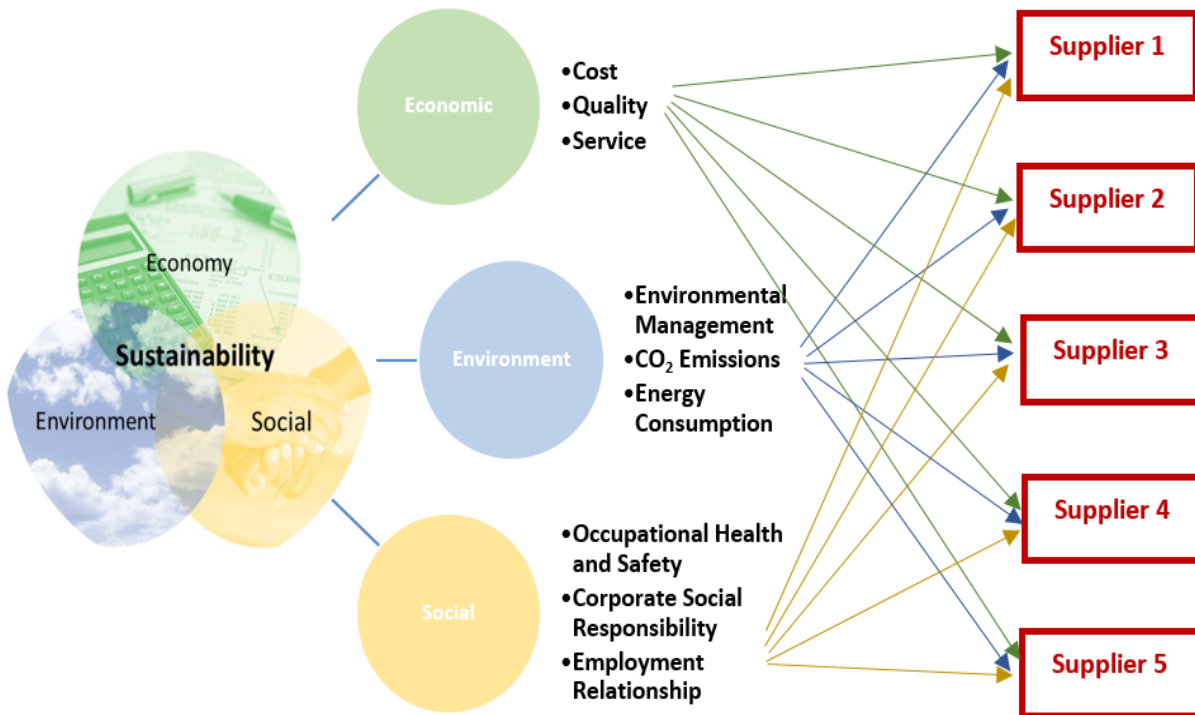 Economy
Sustainability
Environment
Social
Economic
•Cost
•Quality
•Service
Environment
•Environmental
Management
•CO₂ Emissions
•Energy
Consumption
Social
•Occupational Health
and Safety
•Corporate Social
Responsibility
•Employment
Relationship
Supplier 1
Supplier 2
Supplier 3
Supplier 4
Supplier 5